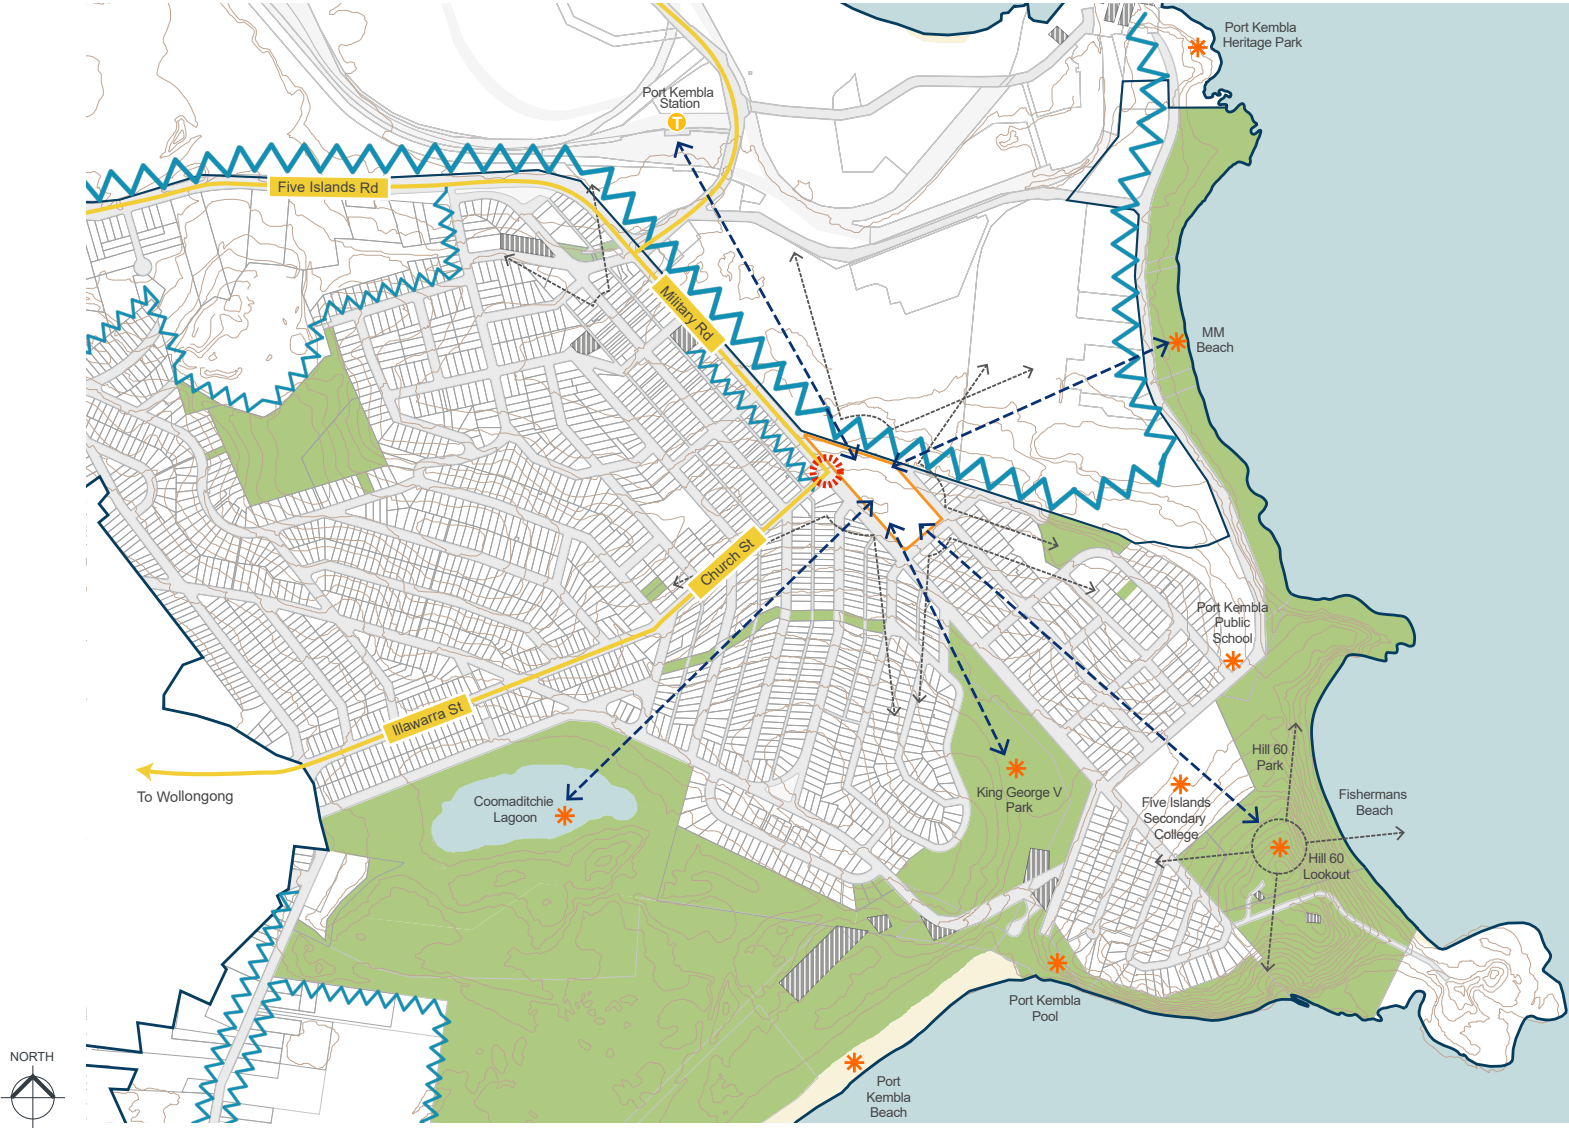 Port Kembla
Heritage Park
Port Kembla
Station
T
Five Islands Rd
Military Rd
MM
Beach
Church St
Port Kembla
Public
School
Illawarra St
Hill 60
Park
To Wollongong
Coomaditchie
Lagoon
King George V
Park
Five Islands
Secondary
College
Fishermans
Beach
Hill 60
Lookout
Port Kembla
Pool
NORTH
Port
Kembla
Beach